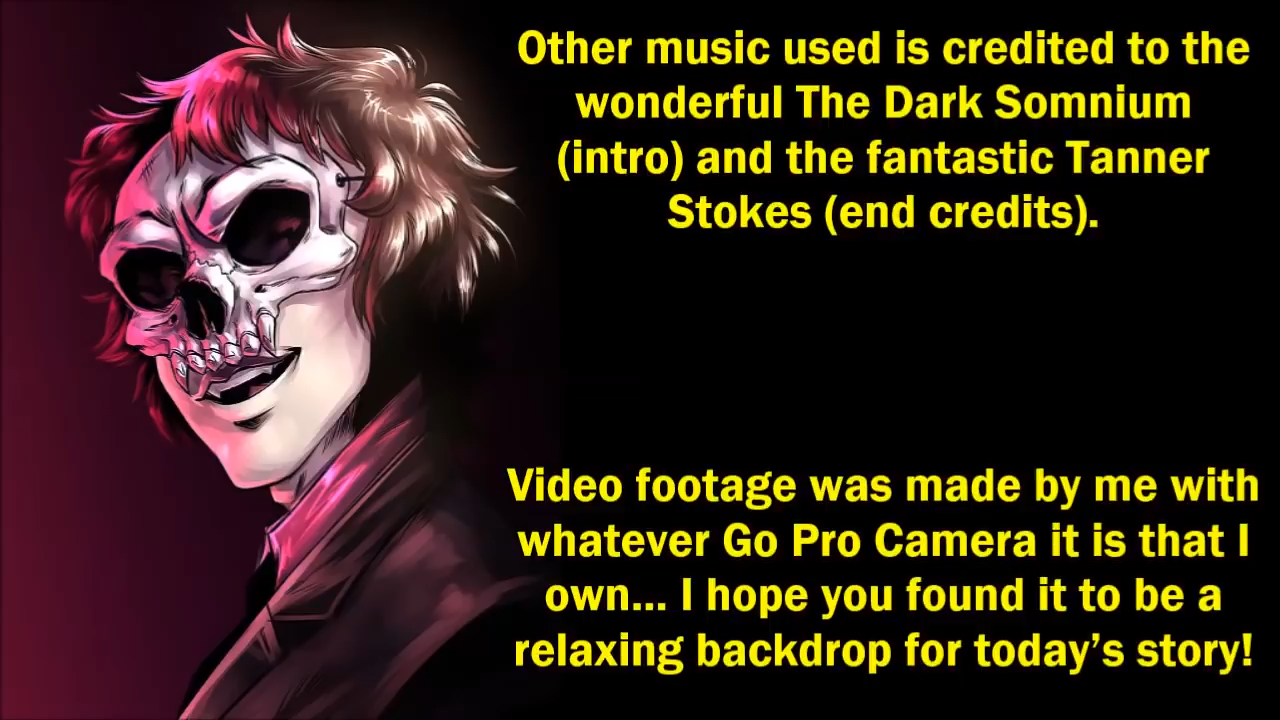 Other music used is credited to the
wonderful The Dark Somnium
(intro) and the fantastic Tanner
Stokes (end credits).
Video footage was made by me with
whatever Go Pro Camera it is that I
own... I hope you found it to be a
relaxing backdrop for today’s story!